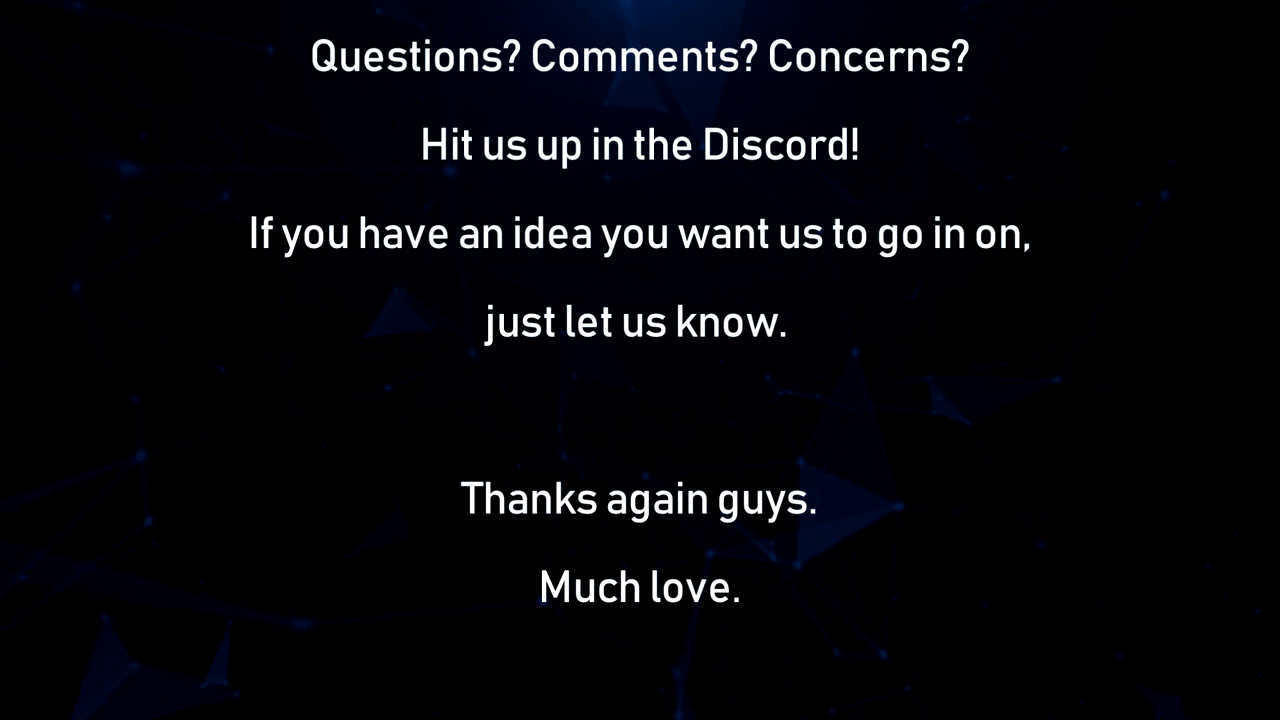 Questions? Comments? Concerns?
Hit us up in the Discord!
If you have an idea you want us to go in on,
just let us know.
Thanks again guys.
Much love.